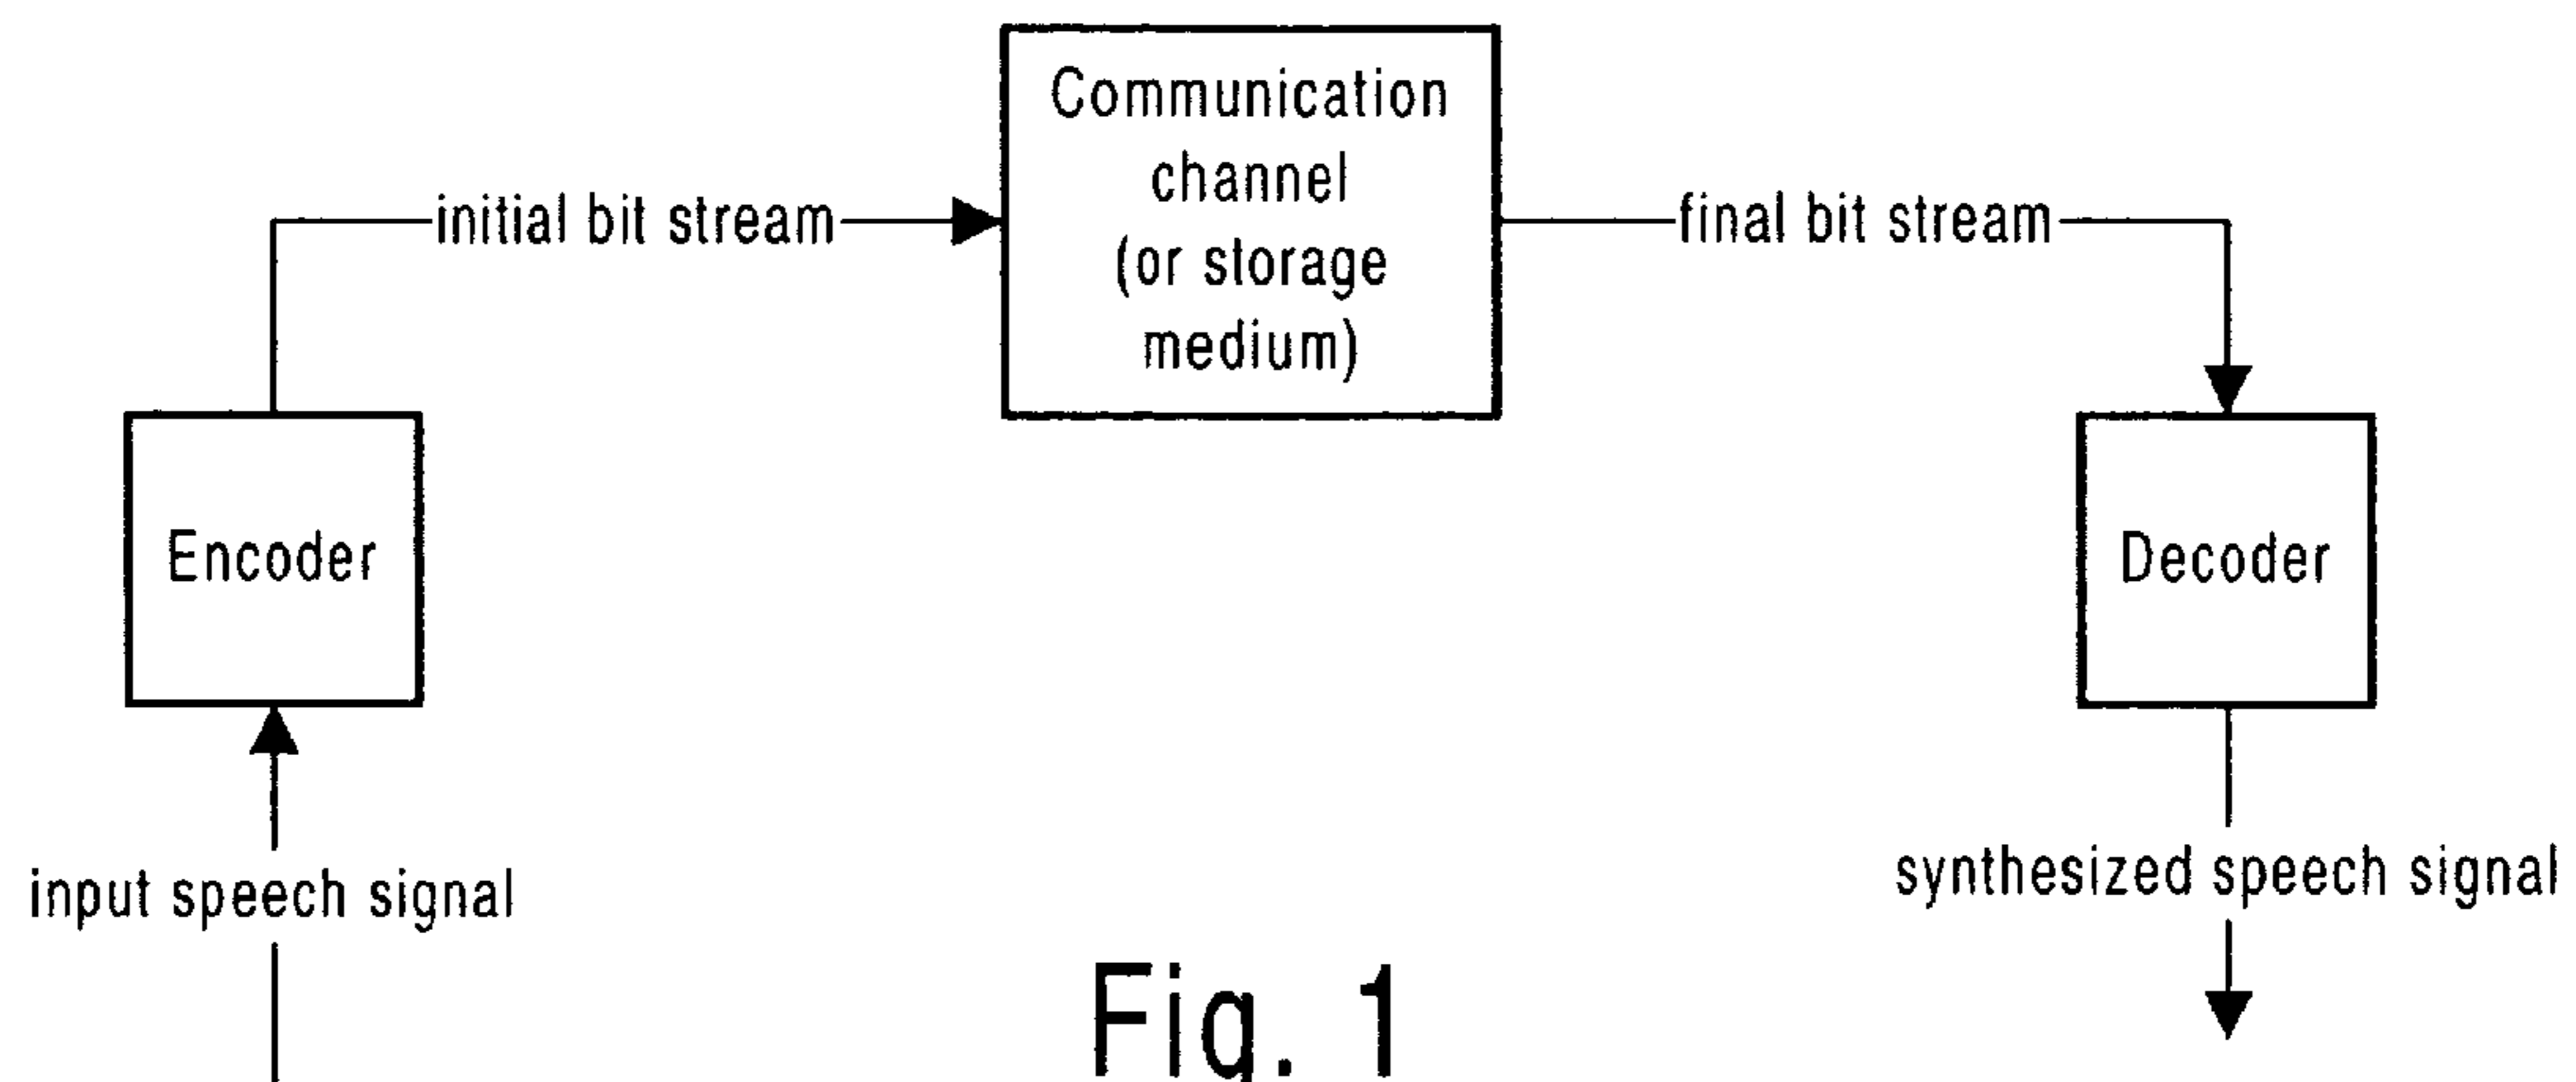 Communication
channel
(or storage
medium)
initial bit stream
final bit stream
Encoder
Decoder
input speech signal
synthesized speech signal
Fig. 1